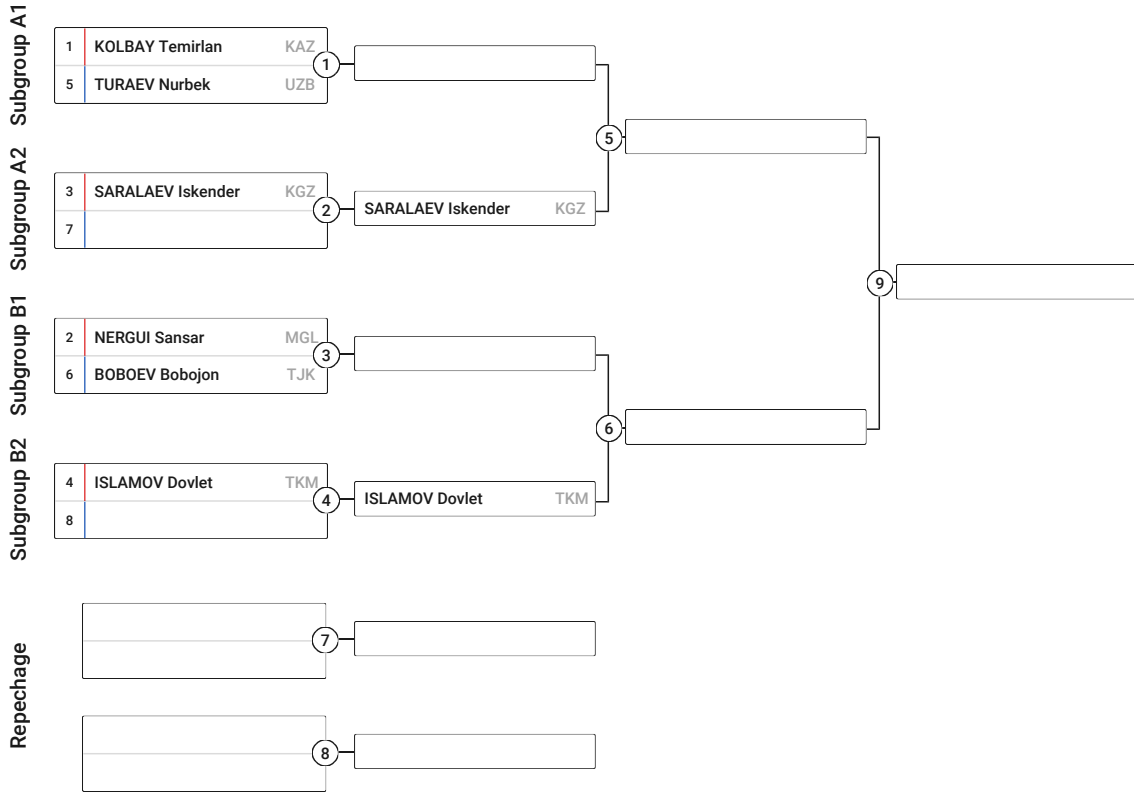 Subgroup A1
1 KOLBAY Temirlan KAZ
5 TURAEV Nurbek UZB
1
5
Subgroup A2
3 SARALAEV Iskender KGZ
7
2
SARALAEV Iskender KGZ
9
Subgroup B1
2 NERGUI Sansar MGL
6 BOBOEV Bobojon TJK
3
6
Subgroup B2
4 ISLAMOV Dovlet TKM
8
4
ISLAMOV Dovlet TKM
Repechage
7
8